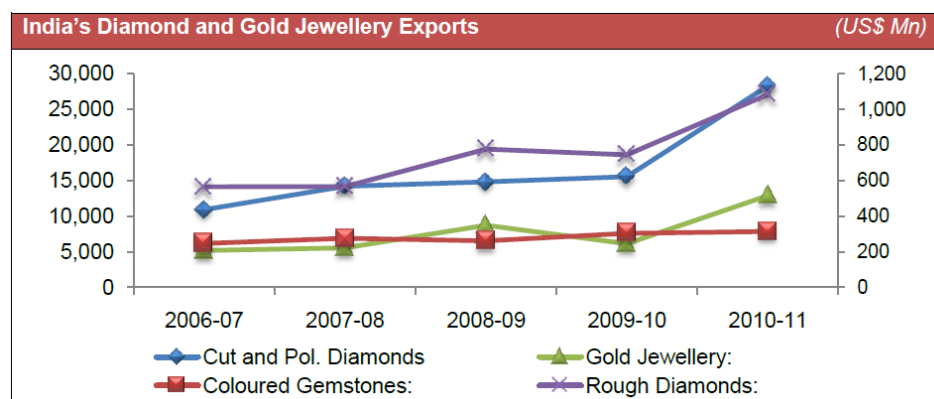 India's Diamond and Gold Jewellery Exports (US$ Mn)
30,000 1,200
25,000 1,000
20,000 800
15,000 600
10,000 400
5,000 200
0 0
2006-07 2007-08 2008-09 2009-10 2010-11
Cut and Pol. Diamonds Gold Jewellery:
Coloured Gemstones: Rough Diamonds: